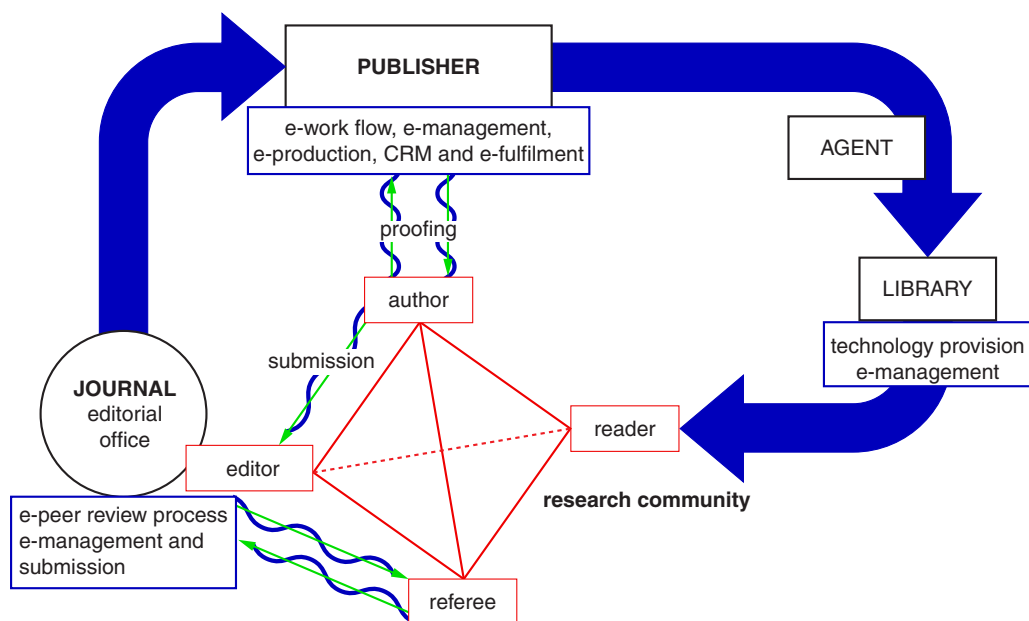 PUBLISHER
e-work flow, e-management,
e-production, CRM and e-fulfilment
AGENT
proofing
LIBRARY
author
technology provision
e-management
submission
JOURNAL
editorial
office
reader
editor
research community
e-peer review process
e-management and
submission
referee